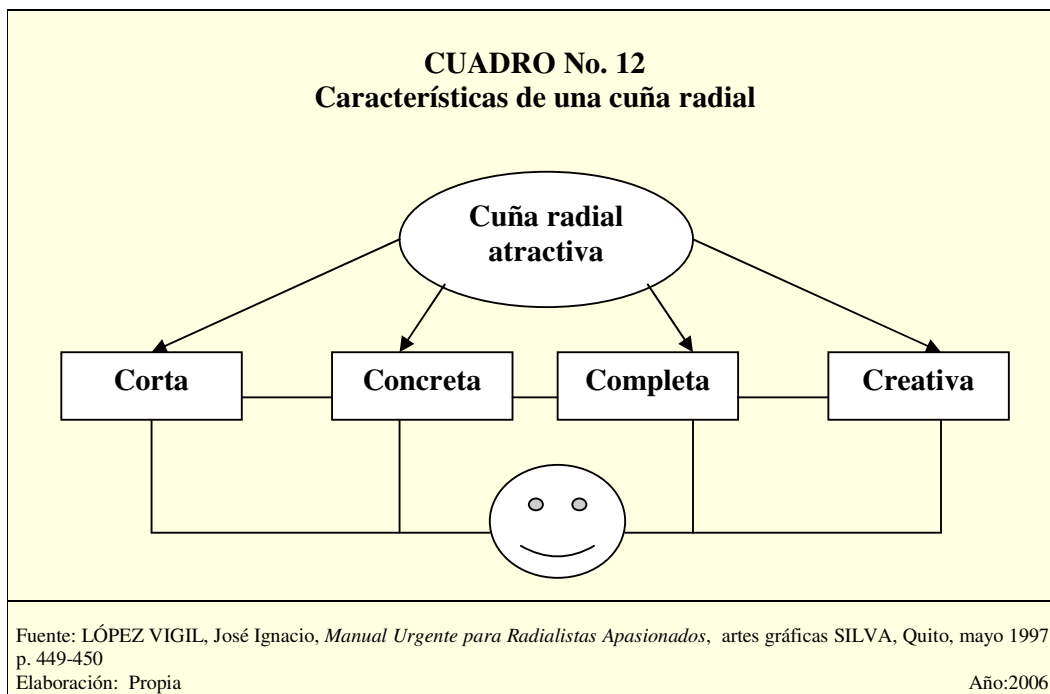 CUADRO No. 12
Características de una cuña radial
Cuña radial
atractiva
Corta
Concreta
Completa
Creativa
Fuente: LÓPEZ VIGIL, José Ignacio, Manual Urgente para Radialistas Apasionados, artes gráficas SILVA, Quito, mayo 1997
p. 449-450
Elaboración: Propia Año:2006